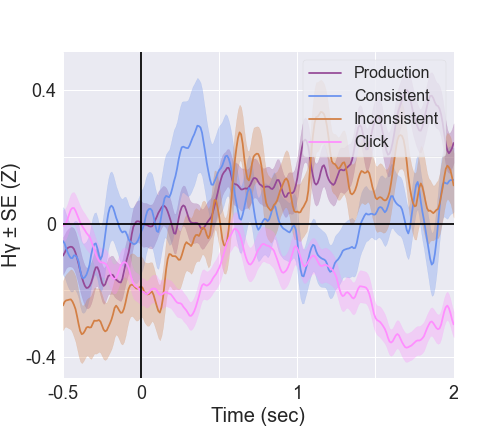 Production
Consistent
Inconsistent
Click
0.4
0
-0.4
Hγ ± SE (Z)
-0.5
0
1
2
Time (sec)